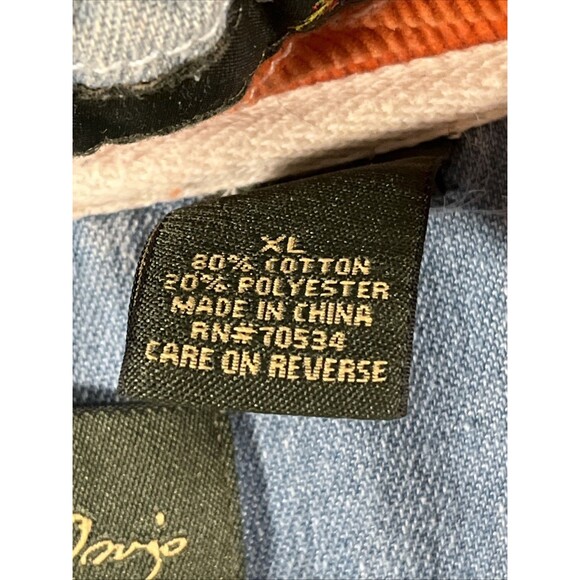 XL
80% COTTON
20% POLYESTER
MADE IN CHINA
RN#70534
CARE ON REVERSE